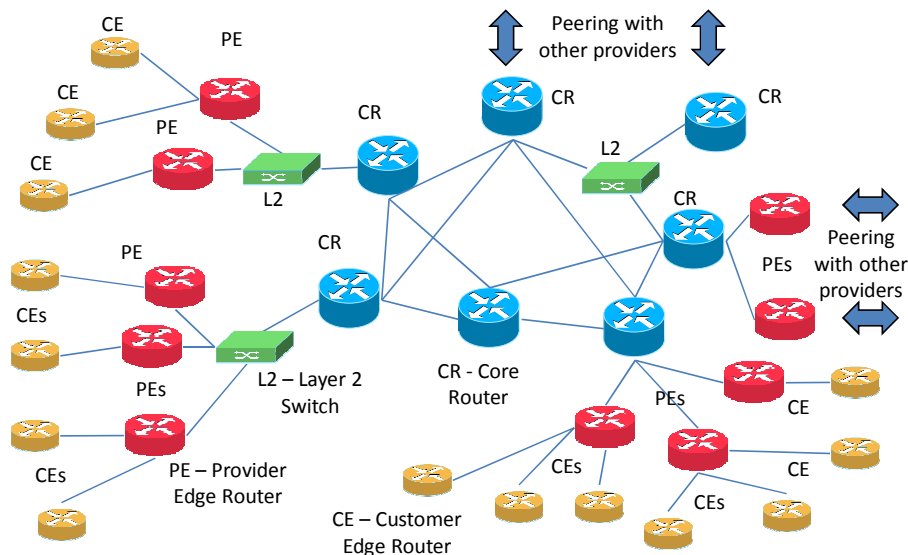 CE
PE
Peering with
other providers
CE
PE
CR
CR
CR
CE
L2
L2
CR
PE
CR
PEs
Peering
with other
providers
CEs
PEs
L2 – Layer 2
Switch
CR - Core
Router
PEs
CE
CEs
PE – Provider
Edge Router
CEs
CE
CEs
CE – Customer
Edge Router